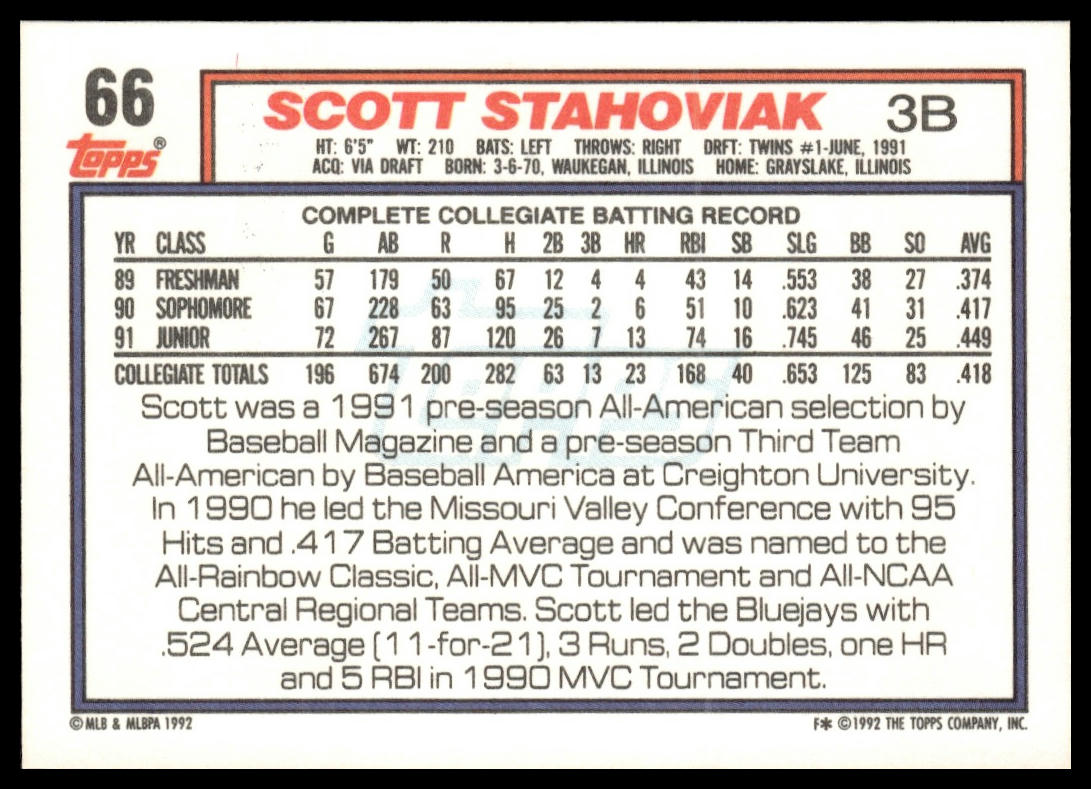 66
Topps®
SCOTT STAHOVIAK 3B
HT: 6'5" WT: 210 BATS: LEFT THROWS: RIGHT DRFT: TWINS #1-JUNE, 1991
ACQ: VIA DRAFT BORN: 3-6-70, WAUKEGAN, ILLINOIS HOME: GRAYSLAKE, ILLINOIS
COMPLETE COLLEGIATE BATTING RECORD
YR CLASS G AB R H 2B 3B HR RBI SB SLG BB SO AVG
89 FRESHMAN 57 179 50 67 12 4 4 43 14 .553 38 27 .374
90 SOPHOMORE 67 228 63 95 25 2 6 51 10 .623 41 31 .417
91 JUNIOR 72 267 87 120 26 7 13 74 16 .745 46 25 .449
COLLEGIATE TOTALS 196 674 200 282 63 13 23 168 40 .653 125 83 .418
Scott was a 1991 pre-season All-American selection by
Baseball Magazine and a pre-season Third Team
All-American by Baseball America at Creighton University.
In 1990 he led the Missouri Valley Conference with 95
Hits and .417 Batting Average and was named to the
All-Rainbow Classic, All-MVC Tournament and All-NCAA
Central Regional Teams. Scott led the Bluejays with
.524 Average (11-for-21), 3 Runs, 2 Doubles, one HR
and 5 RBI in 1990 MVC Tournament.
© MLB & MLBPA 1992 F* ©1992 THE TOPPS COMPANY, INC.